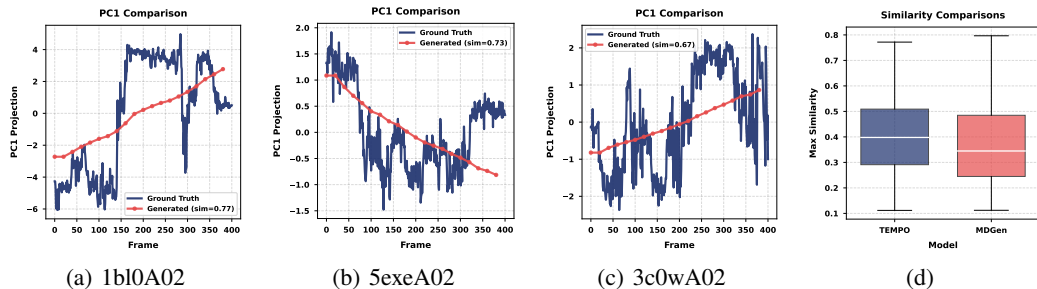 PC1 Comparison
PC1 Projection
4
2
0
−2
−4
−6
Ground Truth
Generated (sim=0.77)
0 50 100 150 200 250 300 350 400
Frame
(a) 1bl0A02
PC1 Comparison
PC1 Projection
2.0
1.5
1.0
0.5
0.0
−0.5
−1.0
−1.5
Ground Truth
Generated (sim=0.73)
0 50 100 150 200 250 300 350 400
Frame
(b) 5exeA02
PC1 Comparison
PC1 Projection
2
1
0
−1
−2
Ground Truth
Generated (sim=0.67)
0 50 100 150 200 250 300 350 400
Frame
(c) 3c0wA02
Similarity Comparisons
Max Similarity
0.8
0.7
0.6
0.5
0.4
0.3
0.2
0.1
TEMPO MDGen
Model
(d)